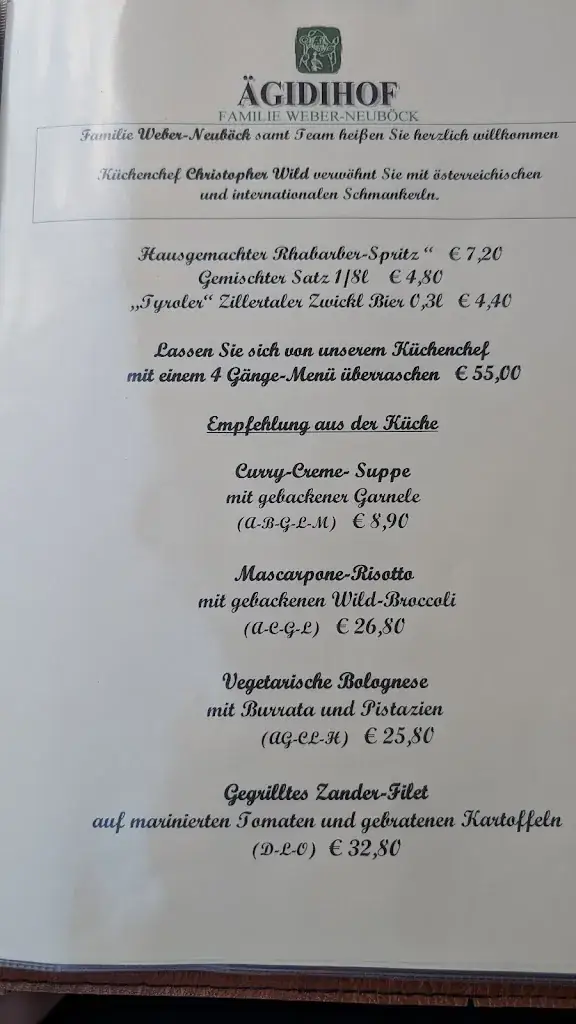 ÄGIDIHOF
FAMILIE WEBER-NEUBÖCK
Familie Weber-Neuböck samt Team heißen Sie herzlich willkommen
Küchenchef Christopher Wild verwöhnt Sie mit österreichischen
und internationalen Schmankerln.
Hausgemachter Rhabarber-Spritz“ € 7,20
Gemischter Satz 1/8l € 4,80
„Tyroler“ Zillertaler Zwickl Bier 0,3l € 4,40
Lassen Sie sich von unserem Küchenchef
mit einem 4 Gänge-Menü überraschen € 55,00
Empfehlung aus der Küche
Curry-Creme- Suppe
mit gebackener Garnele
(A-B-G-L-M) € 8,90
Mascarpone-Risotto
mit gebackenen Wild-Broccoli
(A-C-G-L) € 26,80
Vegetarische Bolognese
mit Burrata und Pistazien
(AG-CL-H) € 25,80
Gegrilltes Zander-Filet
auf marinierten Tomaten und gebratenen Kartoffeln
(D-L-O) € 32,80